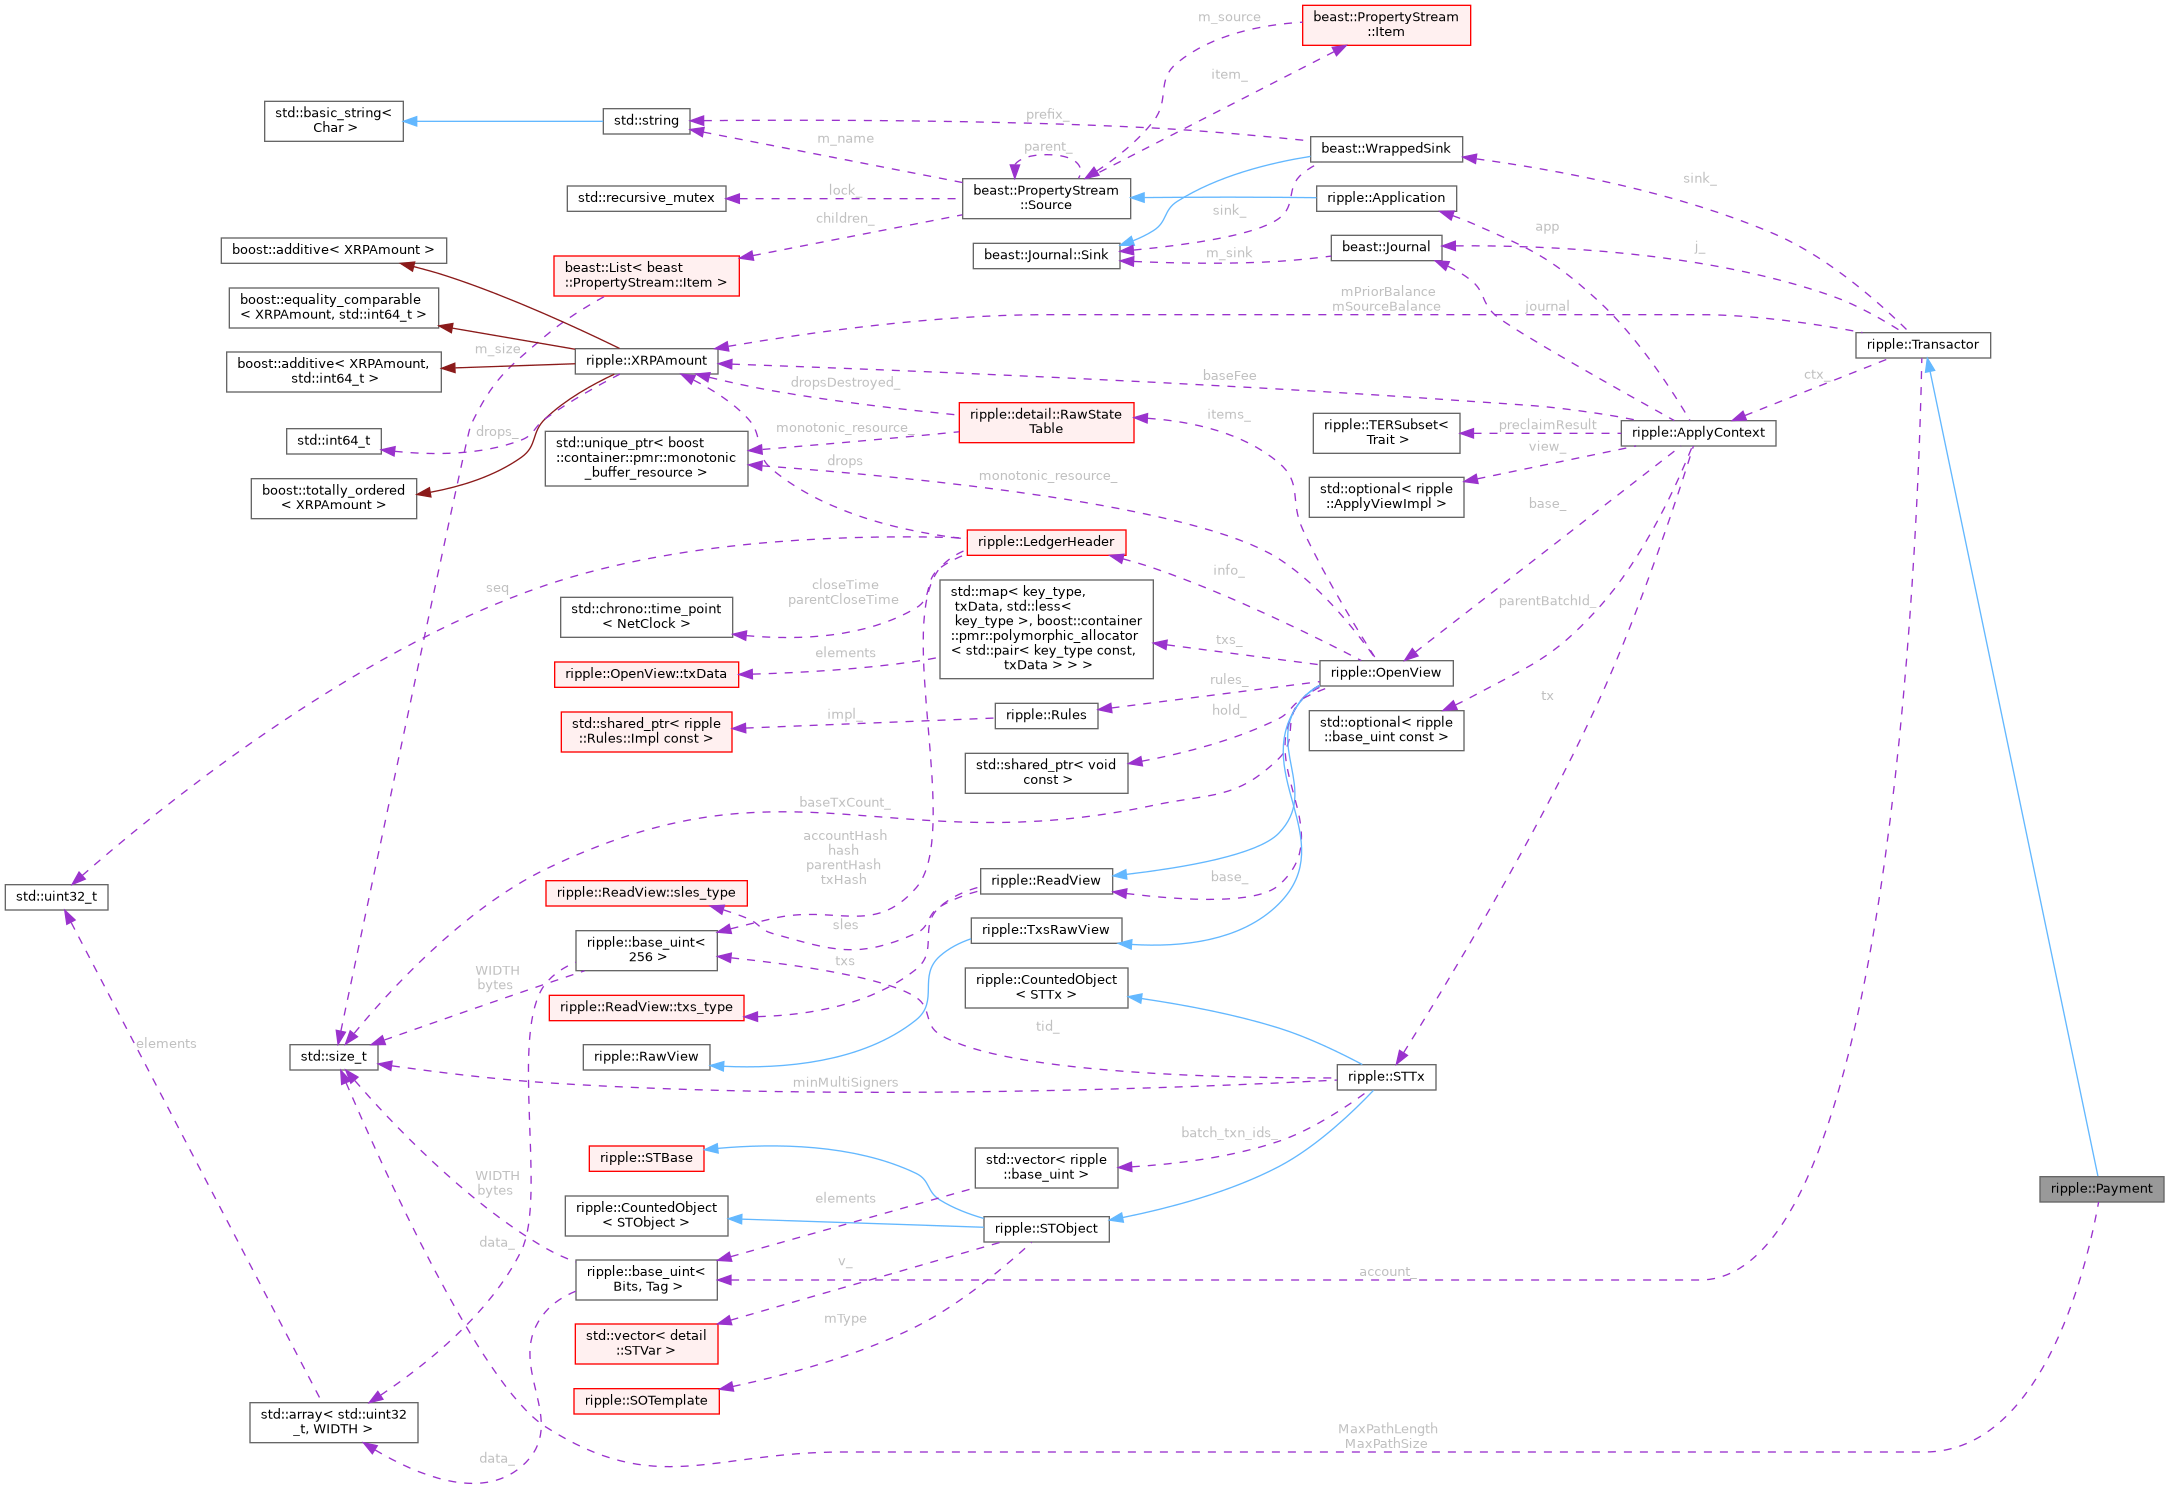 beast::PropertyStream
::Item
m_source
item_
std::basic_string<
Char >
std::string
prefix_
m_name
parent_
beast::WrappedSink
sink_
beast::PropertyStream
::Source
std::recursive_mutex
lock_
children_
ripple::Application
sink_
app
beast::Journal::Sink
m_sink
beast::Journal
j_
boost::additive< XRPAmount >
beast::List< beast
::PropertyStream::Item >
boost::equality_comparable
< XRPAmount, std::int64_t >
mPriorBalance
mSourceBalance
journal
ripple::Transactor
m_size
ripple::XRPAmount
boost::additive< XRPAmount,
std::int64_t >
baseFee
ctx_
dropsDestroyed_
ripple::detail::RawState
Table
items_
monotonic_resource_
ripple::TERSubset<
Trait >
preclaimResult
ripple::ApplyContext
std::int64_t
drops_
std::unique_ptr< boost
::container::pmr::monotonic
_buffer_resource >
drops
monotonic_resource_
view_
boost::totally_ordered
< XRPAmount >
std::optional< ripple
::ApplyViewImpl >
base_
ripple::LedgerHeader
info_
seq
closeTime
parentCloseTime
std::chrono::time_point
< NetClock >
std::map< key_type,
txData, std::less<
key_type >, boost::container
::pmr::polymorphic_allocator
< std::pair< key_type const,
txData > > >
txs_
parentBatchId_
elements
ripple::OpenView::txData
ripple::OpenView
rules_
tx
std::shared_ptr< ripple
::Rules::Impl const >
impl_
ripple::Rules
hold_
std::optional< ripple
::base_uint const >
std::shared_ptr< void
const >
baseTxCount_
accountHash
hash
parentHash
txHash
std::uint32_t
ripple::ReadView::sles_type
ripple::ReadView
base_
sles
ripple::TxsRawView
ripple::base_uint<
256 >
WIDTH
bytes
txs
ripple::CountedObject
< STTx >
ripple::ReadView::txs_type
tid_
elements
std::size_t
ripple::RawView
minMultiSigners
ripple::STTx
batch_txn_ids_
ripple::STBase
std::vector< ripple
::base_uint >
WIDTH
bytes
ripple::Payment
elements
ripple::CountedObject
< STObject >
ripple::STObject
data_
v_
ripple::base_uint<
Bits, Tag >
account_
mType
std::vector< detail
::STVar >
ripple::SOTemplate
std::array< std::uint32
_t, WIDTH >
MaxPathLength
MaxPathSize
data_